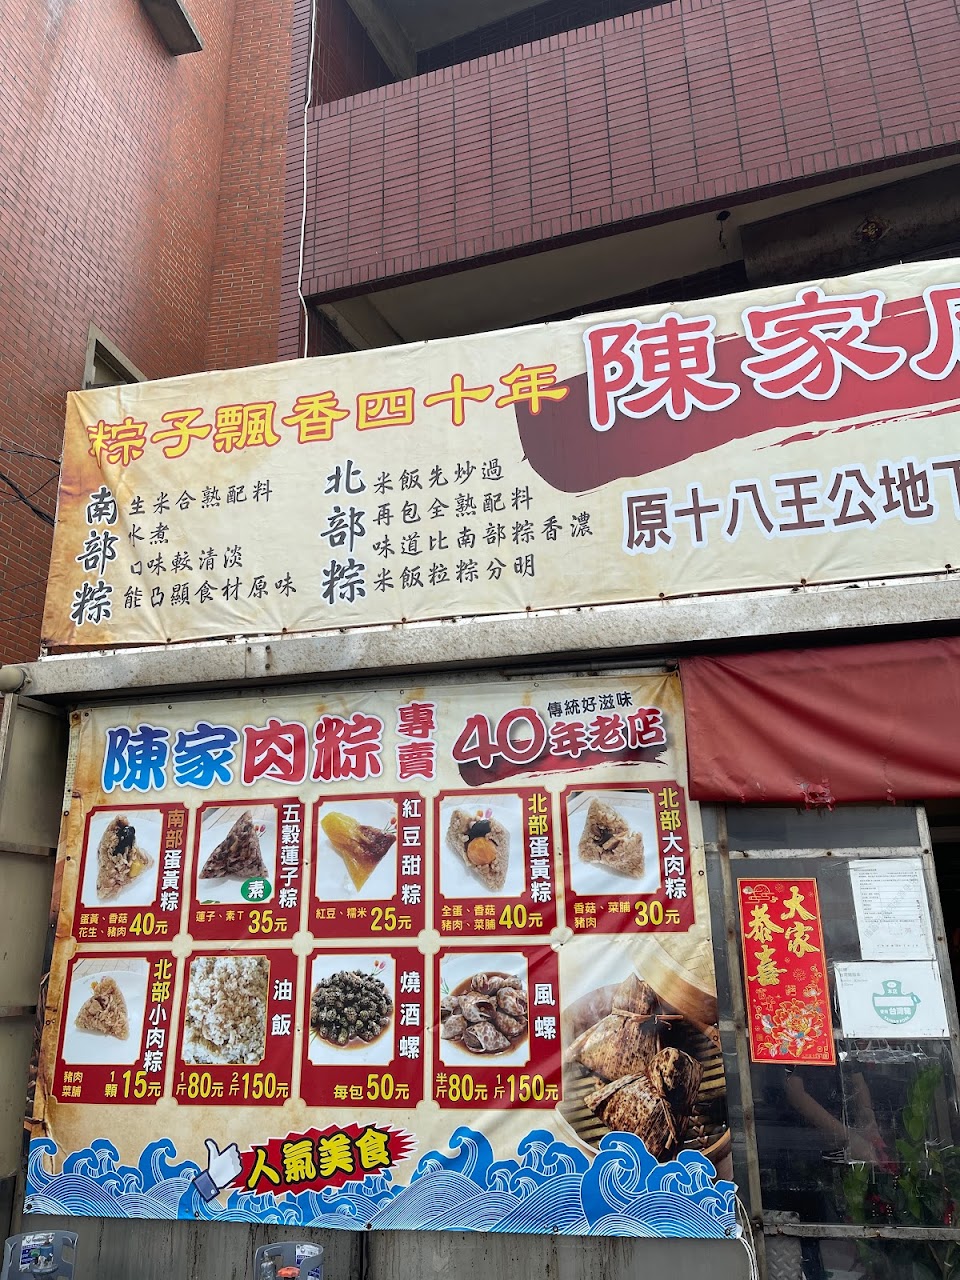 粽子飄香四十年
陳家
南部粽
生米合熟配料
水煮
口味較清淡
能凸顯食材原味
北部粽
米飯先炒過
再包全熟配料
味道比南部粽香濃
米飯粒粽分明
原十八王公地下
陳家肉粽
專賣
傳統好滋味
40年老店
南部蛋黃粽
蛋黃、香菇
花生、豬肉
40元
五穀蓮子粽
素
蓮子、素丁
35元
紅豆甜粽
紅豆、糯米
25元
北部蛋黃粽
全蛋、香菇
豬肉、菜脯
40元
北部大肉粽
香菇、菜脯
豬肉
30元
北部小肉粽
豬肉
菜脯
1顆15元
油飯
1斤80元 2斤150元
燒酒螺
每包50元
風螺
半斤80元 1斤150元
人氣美食
大家恭喜
台灣豬